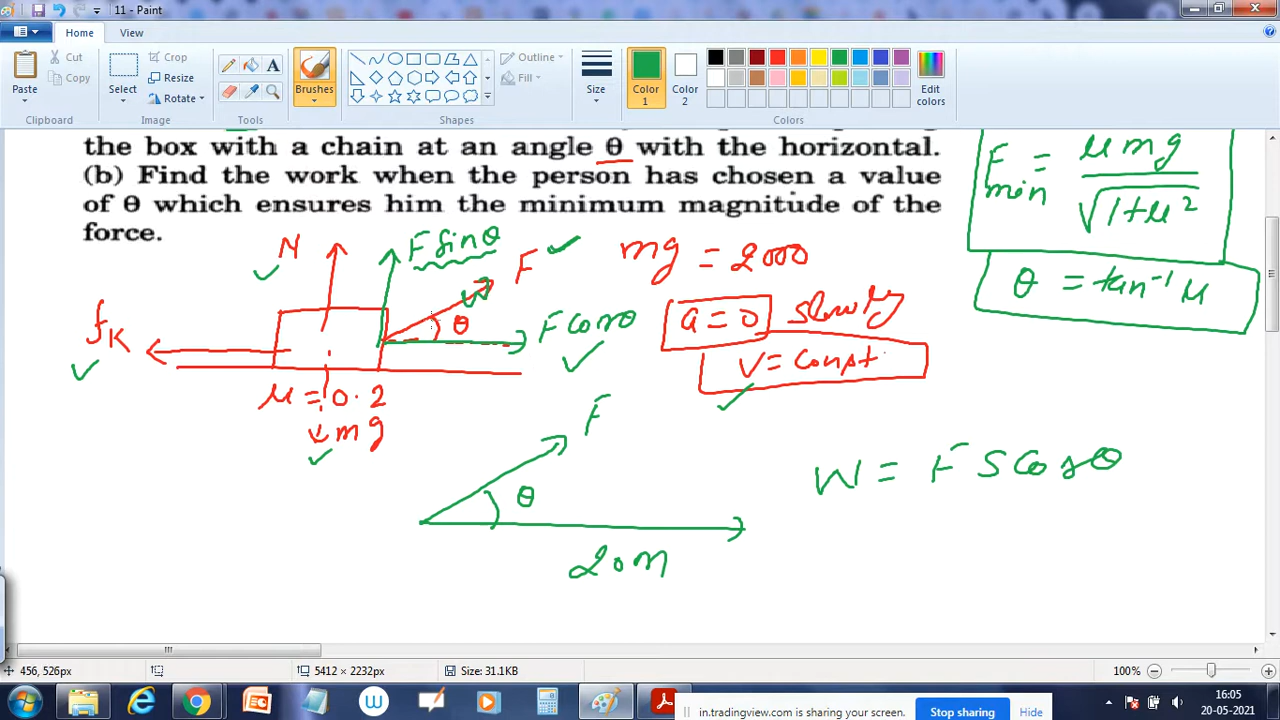 11 - Paint
Home View
Paste Cut Copy Select Crop Resize Rotate Brushes Outline Fill Size Color 1 Color 2 Edit colors
Clipboard Image Tools Shapes Colors
the box with a chain at an angle θ with the horizontal.
(b) Find the work when the person has chosen a value
of θ which ensures him the minimum magnitude of the
force.
F min = μmg / √1+μ²
θ = tan⁻¹ μ
N
F sinθ
F
mg = 2000
fK
θ
F cosθ
a = 0 slowly
v = const
μ = 0.2
mg
F
θ
20m
W = F S cosθ
456, 526px 5412 × 2232px Size: 31.1KB 100%
in.tradingview.com is sharing your screen. Stop sharing Hide
16:05
20-05-2021